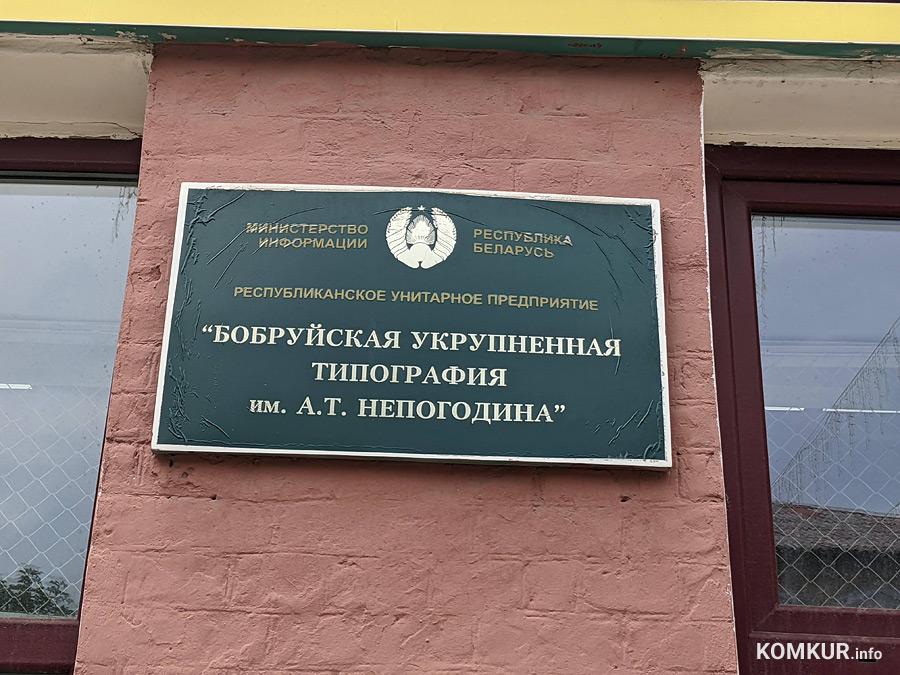 МИНИСТЕРСТВО
ИНФОРМАЦИИ
РЕСПУБЛИКА
БЕЛАРУСЬ
РЕСПУБЛИКАНСКОЕ УНИТАРНОЕ ПРЕДПРИЯТИЕ
“БОБРУЙСКАЯ УКРУПНЕННАЯ
ТИПОГРАФИЯ
им. А.Т. НЕПОГОДИНА”
KOMKUR.info